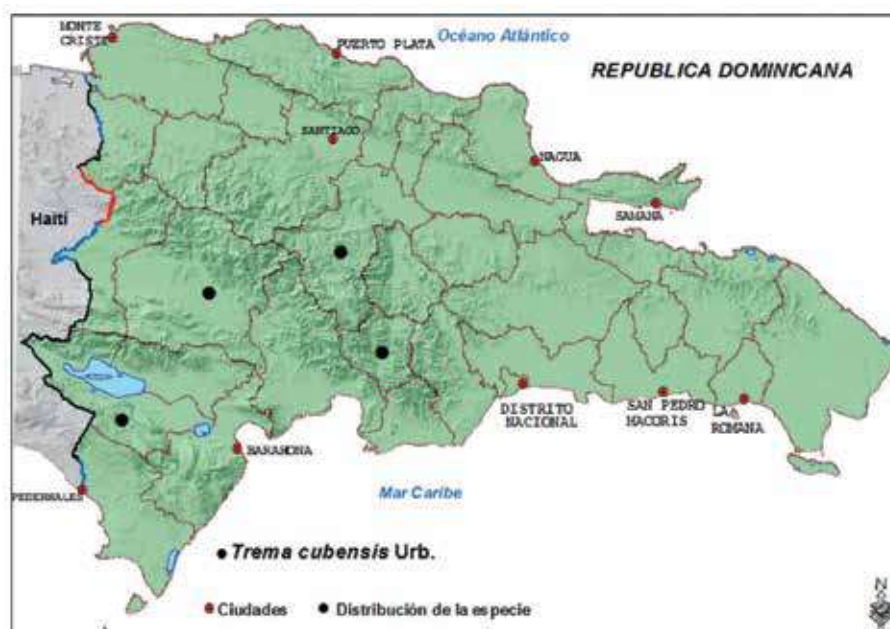 MONTE
CRISTI
PUERTO PLATA
Océano Atlántico
REPUBLICA DOMINICANA
SANTIAGO
NAGUA
SAMANA
Haití
DISTRITO
NACIONAL
SAN PEDRO
MACORIS
LA
ROMANA
BARAHONA
PEDERNALES
Mar Caribe
Trema cubensis Urb.
Ciudades
Distribución de la especie
N